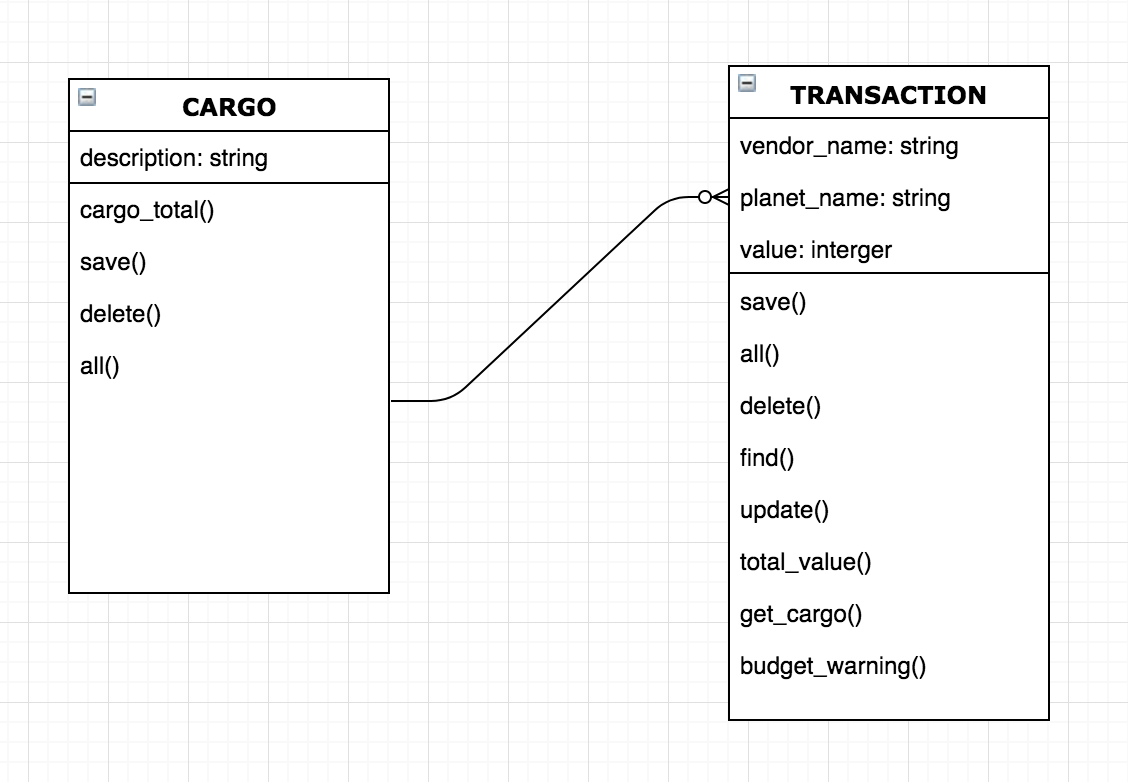 CARGO
description: string
cargo_total()
save()
delete()
all()
TRANSACTION
vendor_name: string
planet_name: string
value: interger
save()
all()
delete()
find()
update()
total_value()
get_cargo()
budget_warning()